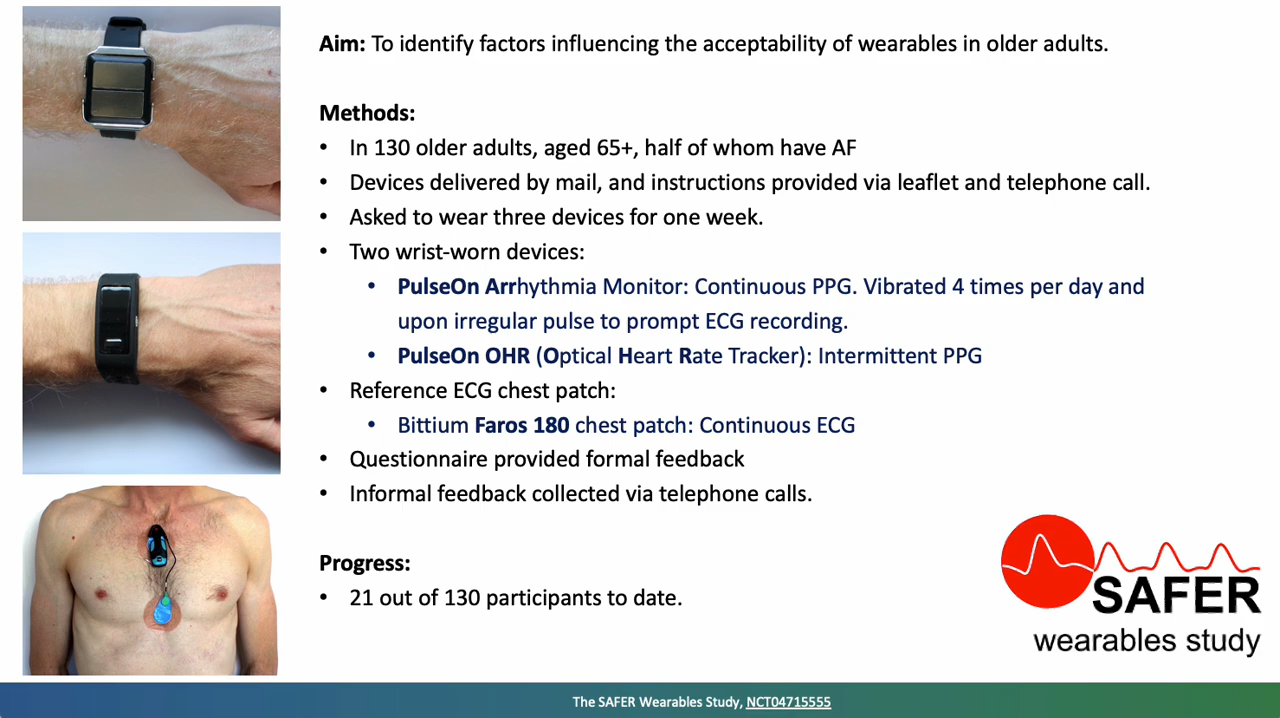 Aim: To identify factors influencing the acceptability of wearables in older adults.
Methods:
• In 130 older adults, aged 65+, half of whom have AF
• Devices delivered by mail, and instructions provided via leaflet and telephone call.
• Asked to wear three devices for one week.
• Two wrist-worn devices:
• PulseOn Arrhythmia Monitor: Continuous PPG. Vibrated 4 times per day and
upon irregular pulse to prompt ECG recording.
• PulseOn OHR (Optical Heart Rate Tracker): Intermittent PPG
• Reference ECG chest patch:
• Bittium Faros 180 chest patch: Continuous ECG
• Questionnaire provided formal feedback
• Informal feedback collected via telephone calls.
Progress:
• 21 out of 130 participants to date.
SAFER
wearables study
The SAFER Wearables Study, NCT04715555